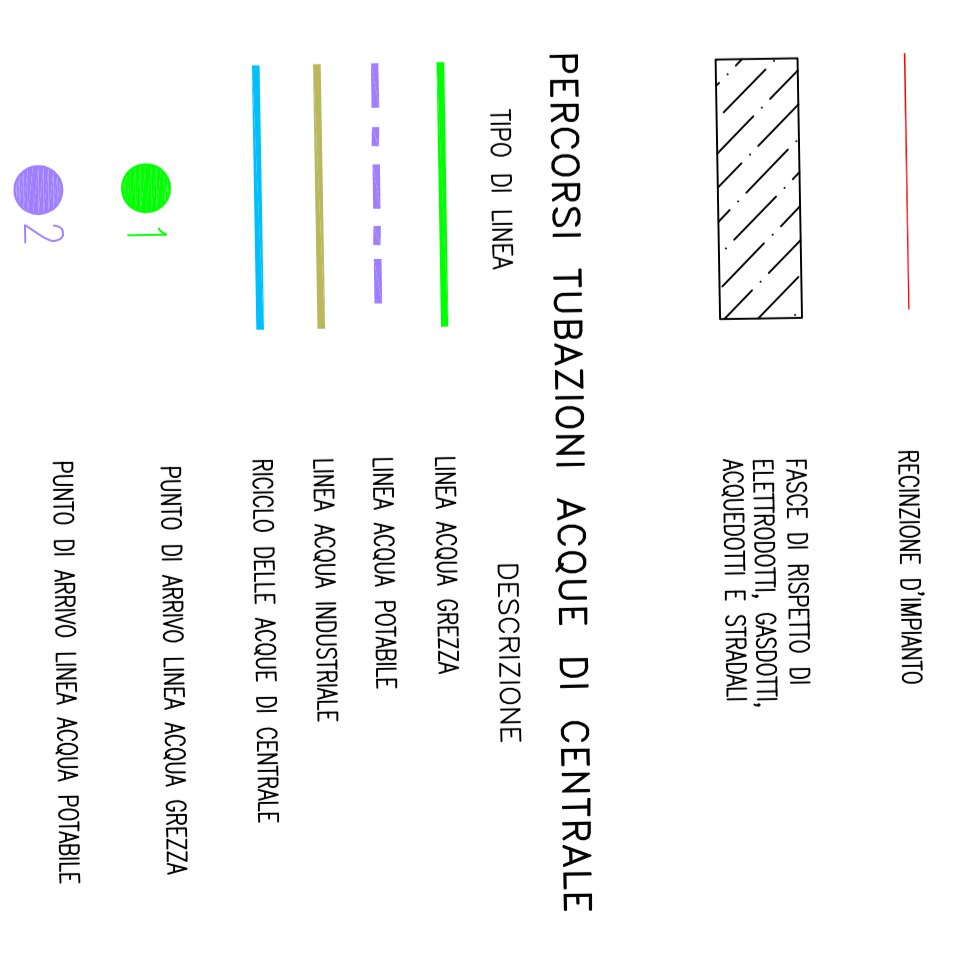 RECINZIONE D'IMPIANTO
FASCE DI RISPETTO DI
ELETTRODOTTI, GASDOTTI,
ACQUEDOTTI E STRADALI
PERCORSI TUBAZIONI ACQUE DI CENTRALE
TIPO DI LINEA DESCRIZIONE
LINEA ACQUA GREZZA
LINEA ACQUA POTABILE
LINEA ACQUA INDUSTRIALE
RICICLO DELLE ACQUE DI CENTRALE
1 PUNTO DI ARRIVO LINEA ACQUA GREZZA
2 PUNTO DI ARRIVO LINEA ACQUA POTABILE